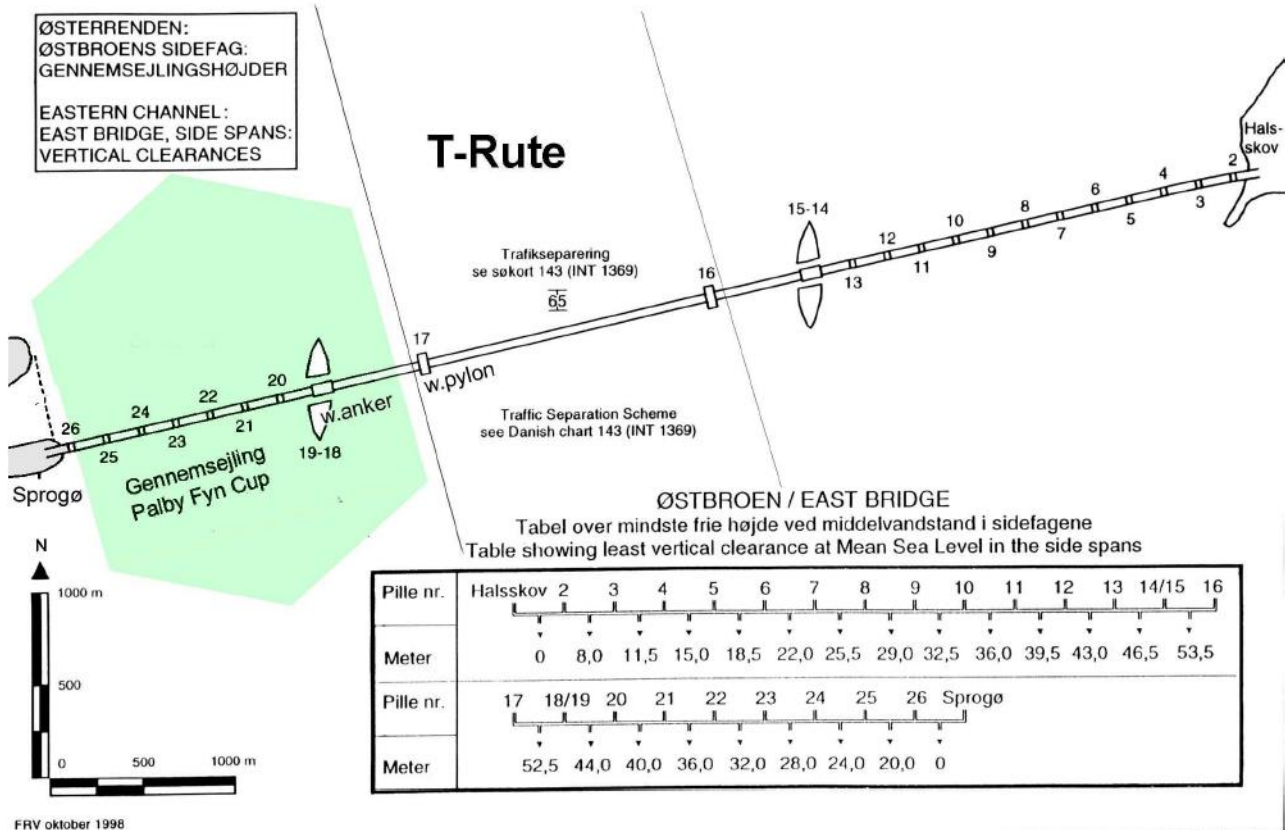 ØSTERRENDEN:
ØSTBROENS SIDEFAG:
GENNEMSEJLINGSHØJDER
EASTERN CHANNEL:
EAST BRIDGE, SIDE SPANS:
VERTICAL CLEARANCES
T-Rute
Hals-
skov
2
4
3
6
5
8
7
10
9
12
11
13
15-14
16
Trafikseparering
se søkort 143 (INT 1369)
65
17
w.pylon
w.anker
20
22
21
24
23
26
25
19-18
Traffic Separation Scheme
see Danish chart 143 (INT 1369)
Gennemsejling
Palby Fyn Cup
Sprogø
N
1000 m
500
0 500 1000 m
ØSTBROEN / EAST BRIDGE
Tabel over mindste frie højde ved middelvandstand i sidefagene
Table showing least vertical clearance at Mean Sea Level in the side spans
Pille nr. Halsskov 2 3 4 5 6 7 8 9 10 11 12 13 14/15 16
Meter 0 8,0 11,5 15,0 18,5 22,0 25,5 29,0 32,5 36,0 39,5 43,0 46,5 53,5
Pille nr. 17 18/19 20 21 22 23 24 25 26 Sprogø
Meter 52,5 44,0 40,0 36,0 32,0 28,0 24,0 20,0 0
FRV oktober 1998